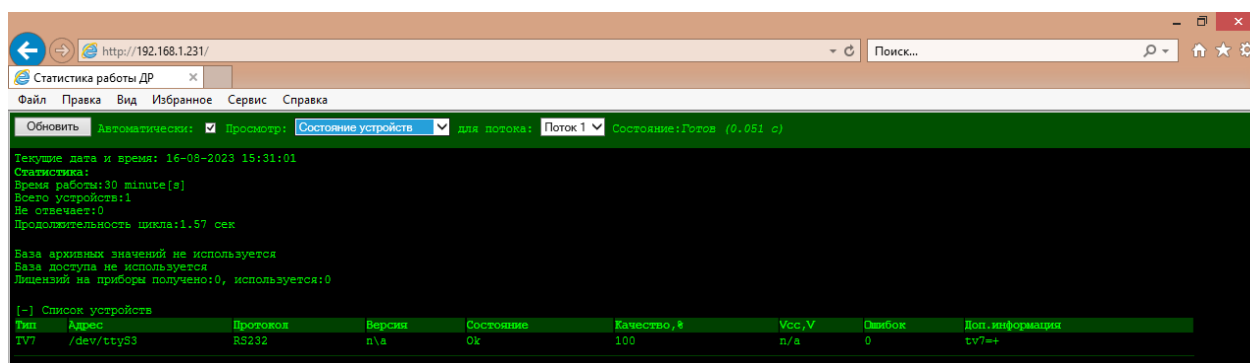 http://192.168.1.231/
Поиск...
Статистика работы ДР
Файл Правка Вид Избранное Сервис Справка
Обновить Автоматически: Просмотр: Состояние устройств для потока: Поток 1 Состояние:Готов (0.051 с)
Текущие дата и время: 16-08-2023 15:31:01
Статистика:
Время работы:30 minute[s]
Всего устройств:1
Не отвечает:0
Продолжительность цикла:1.57 сек
База архивных значений не используется
База доступа не используется
Лицензий на приборы получено:0, используется:0
[-] Список устройств
Тип Адрес Протокол Версия Состояние Качество,% Vcc,V Ошибок Доп.информация
TV7 /dev/ttyS3 RS232 n\a Ok 100 n/a 0 tv7=+